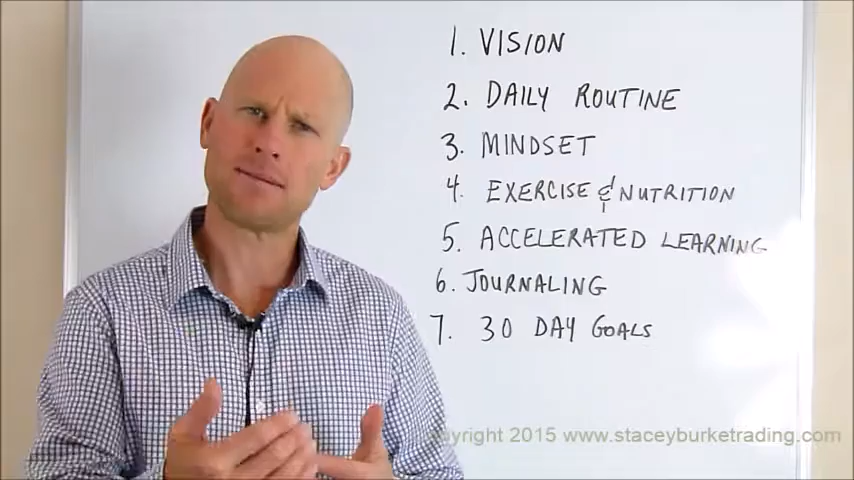 1. VISION
2. DAILY ROUTINE
3. MINDSET
4. EXERCISE & NUTRITION
5. ACCELERATED LEARNING
6. JOURNALING
7. 30 DAY GOALS
Copyright 2015 www.staceyburketrading.com